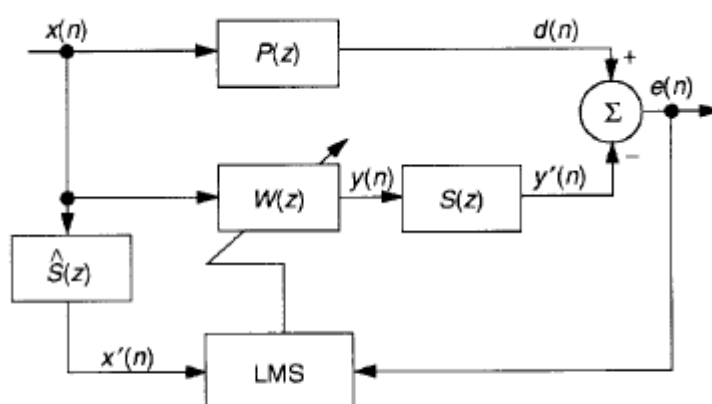 x(n)
P(z)
d(n)
+
Σ
e(n)
W(z)
y(n)
S(z)
y′(n)
−
Ŝ(z)
x′(n)
LMS